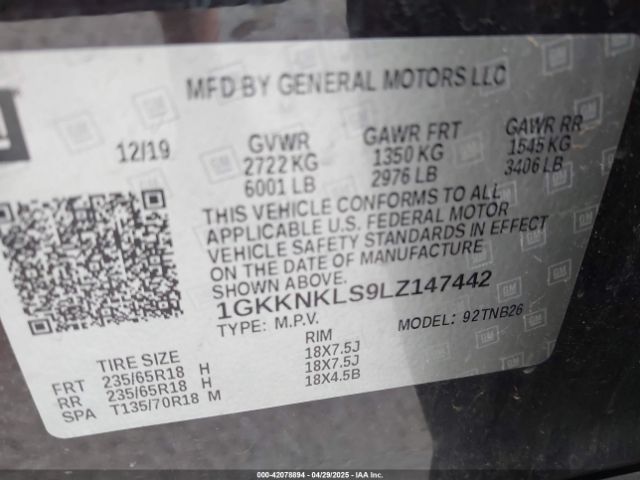 MFD BY GENERAL MOTORS LLC
12/19 GVWR GAWR FRT GAWR RR
2722 KG 1350 KG 1545 KG
6001 LB 2976 LB 3406 LB
THIS VEHICLE CONFORMS TO ALL
APPLICABLE U.S. FEDERAL MOTOR
VEHICLE SAFETY STANDARDS IN EFFECT
ON THE DATE OF MANUFACTURE
SHOWN ABOVE.
1GKKNKLS9LZ147442
TYPE: M.P.V. MODEL: 92TNB26
TIRE SIZE RIM
FRT 235/65R18 H 18X7.5J
RR 235/65R18 H 18X7.5J
SPA T135/70R18 M 18X4.5B
000-42078894 | 04/29/2025 | IAAI.COM